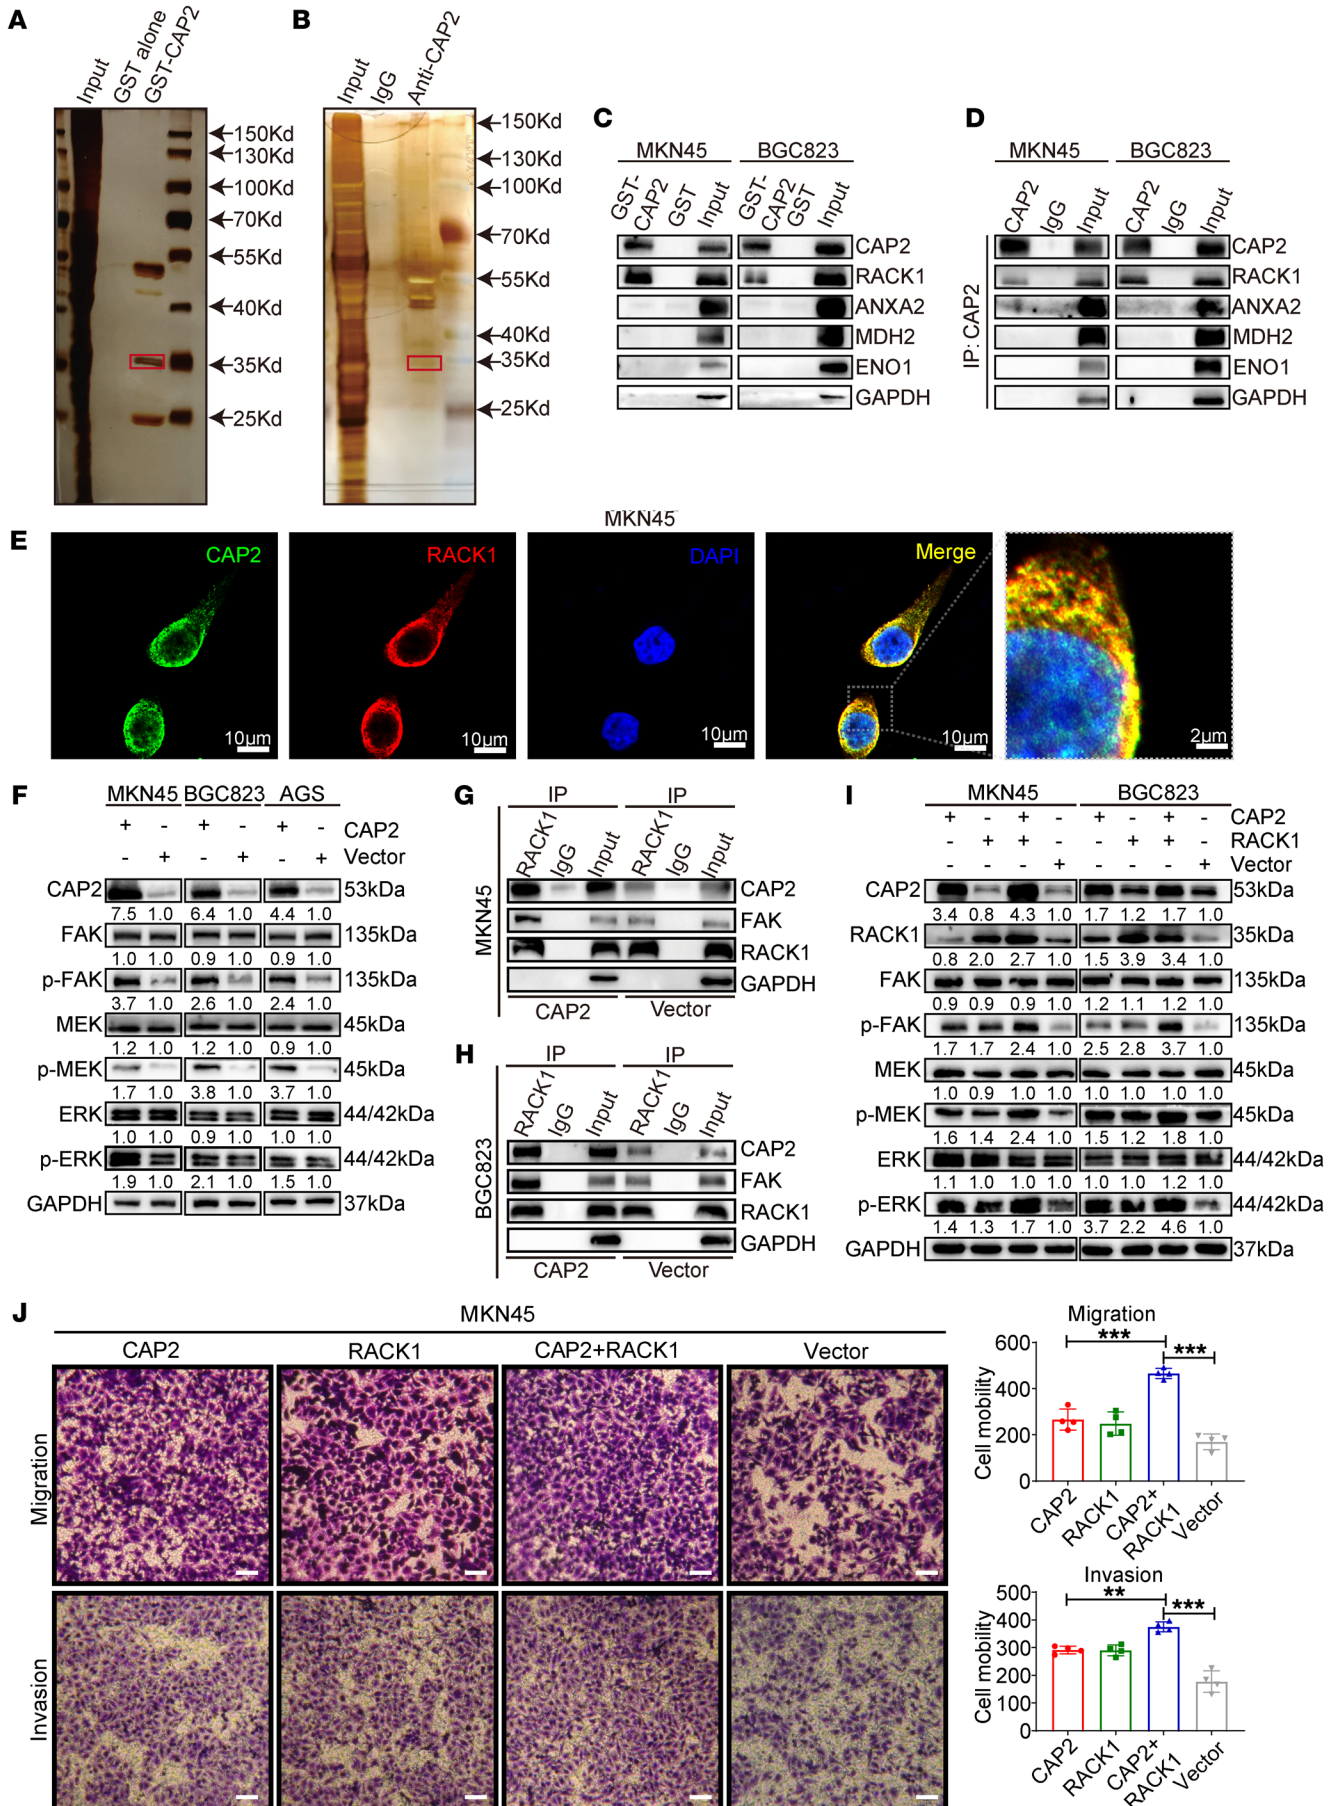 A
Input
GST alone
GST-CAP2
150Kd
130Kd
100Kd
70Kd
55Kd
40Kd
35Kd
25Kd
B
Input
IgG
Anti-CAP2
150Kd
130Kd
100Kd
70Kd
55Kd
40Kd
35Kd
25Kd
C
MKN45 BGC823
GST-CAP2 GST Input GST-CAP2 GST Input
CAP2
RACK1
ANXA2
MDH2
ENO1
GAPDH
D
MKN45 BGC823
CAP2 IgG Input CAP2 IgG Input
IP: CAP2
CAP2
RACK1
ANXA2
MDH2
ENO1
GAPDH
E
MKN45
CAP2 RACK1 DAPI Merge
10μm 10μm 10μm 10μm 2μm
F
MKN45 BGC823 AGS
+ - + - + - CAP2
- + - + - + Vector
CAP2 53kDa
7.5 1.0 6.4 1.0 4.4 1.0
FAK 135kDa
1.0 1.0 0.9 1.0 0.9 1.0
p-FAK 135kDa
3.7 1.0 2.6 1.0 2.4 1.0
MEK 45kDa
1.2 1.0 1.2 1.0 0.9 1.0
p-MEK 45kDa
1.7 1.0 3.8 1.0 3.7 1.0
ERK 44/42kDa
1.0 1.0 0.9 1.0 1.0 1.0
p-ERK 44/42kDa
1.9 1.0 2.1 1.0 1.5 1.0
GAPDH 37kDa
G
IP IP
RACK1 IgG Input RACK1 IgG Input
MKN45
CAP2
FAK
RACK1
GAPDH
CAP2 Vector
H
IP IP
RACK1 IgG Input RACK1 IgG Input
BGC823
CAP2
FAK
RACK1
GAPDH
CAP2 Vector
I
MKN45 BGC823
+ - + - + - + - CAP2
- + + - - + + - RACK1
- - - + - - - + Vector
CAP2 53kDa
3.4 0.8 4.3 1.0 1.7 1.2 1.7 1.0
RACK1 35kDa
0.8 2.0 2.7 1.0 1.5 3.9 3.4 1.0
FAK 135kDa
0.9 0.9 0.9 1.0 1.2 1.1 1.2 1.0
p-FAK 135kDa
1.7 1.7 2.4 1.0 2.5 2.8 3.7 1.0
MEK 45kDa
1.0 0.9 1.0 1.0 1.0 1.0 1.0 1.0
p-MEK 45kDa
1.6 1.4 2.4 1.0 1.5 1.2 1.8 1.0
ERK 44/42kDa
1.1 1.0 1.0 1.0 1.0 1.0 1.2 1.0
p-ERK 44/42kDa
1.4 1.3 1.7 1.0 3.7 2.2 4.6 1.0
GAPDH 37kDa
J
MKN45
CAP2 RACK1 CAP2+RACK1 Vector
Migration
Invasion
Migration
Cell mobility
600
400
200
0
*** ***
CAP2 RACK1 CAP2+RACK1 Vector
Invasion
Cell mobility
500
400
300
200
100
0
** ***
CAP2 RACK1 CAP2+RACK1 Vector